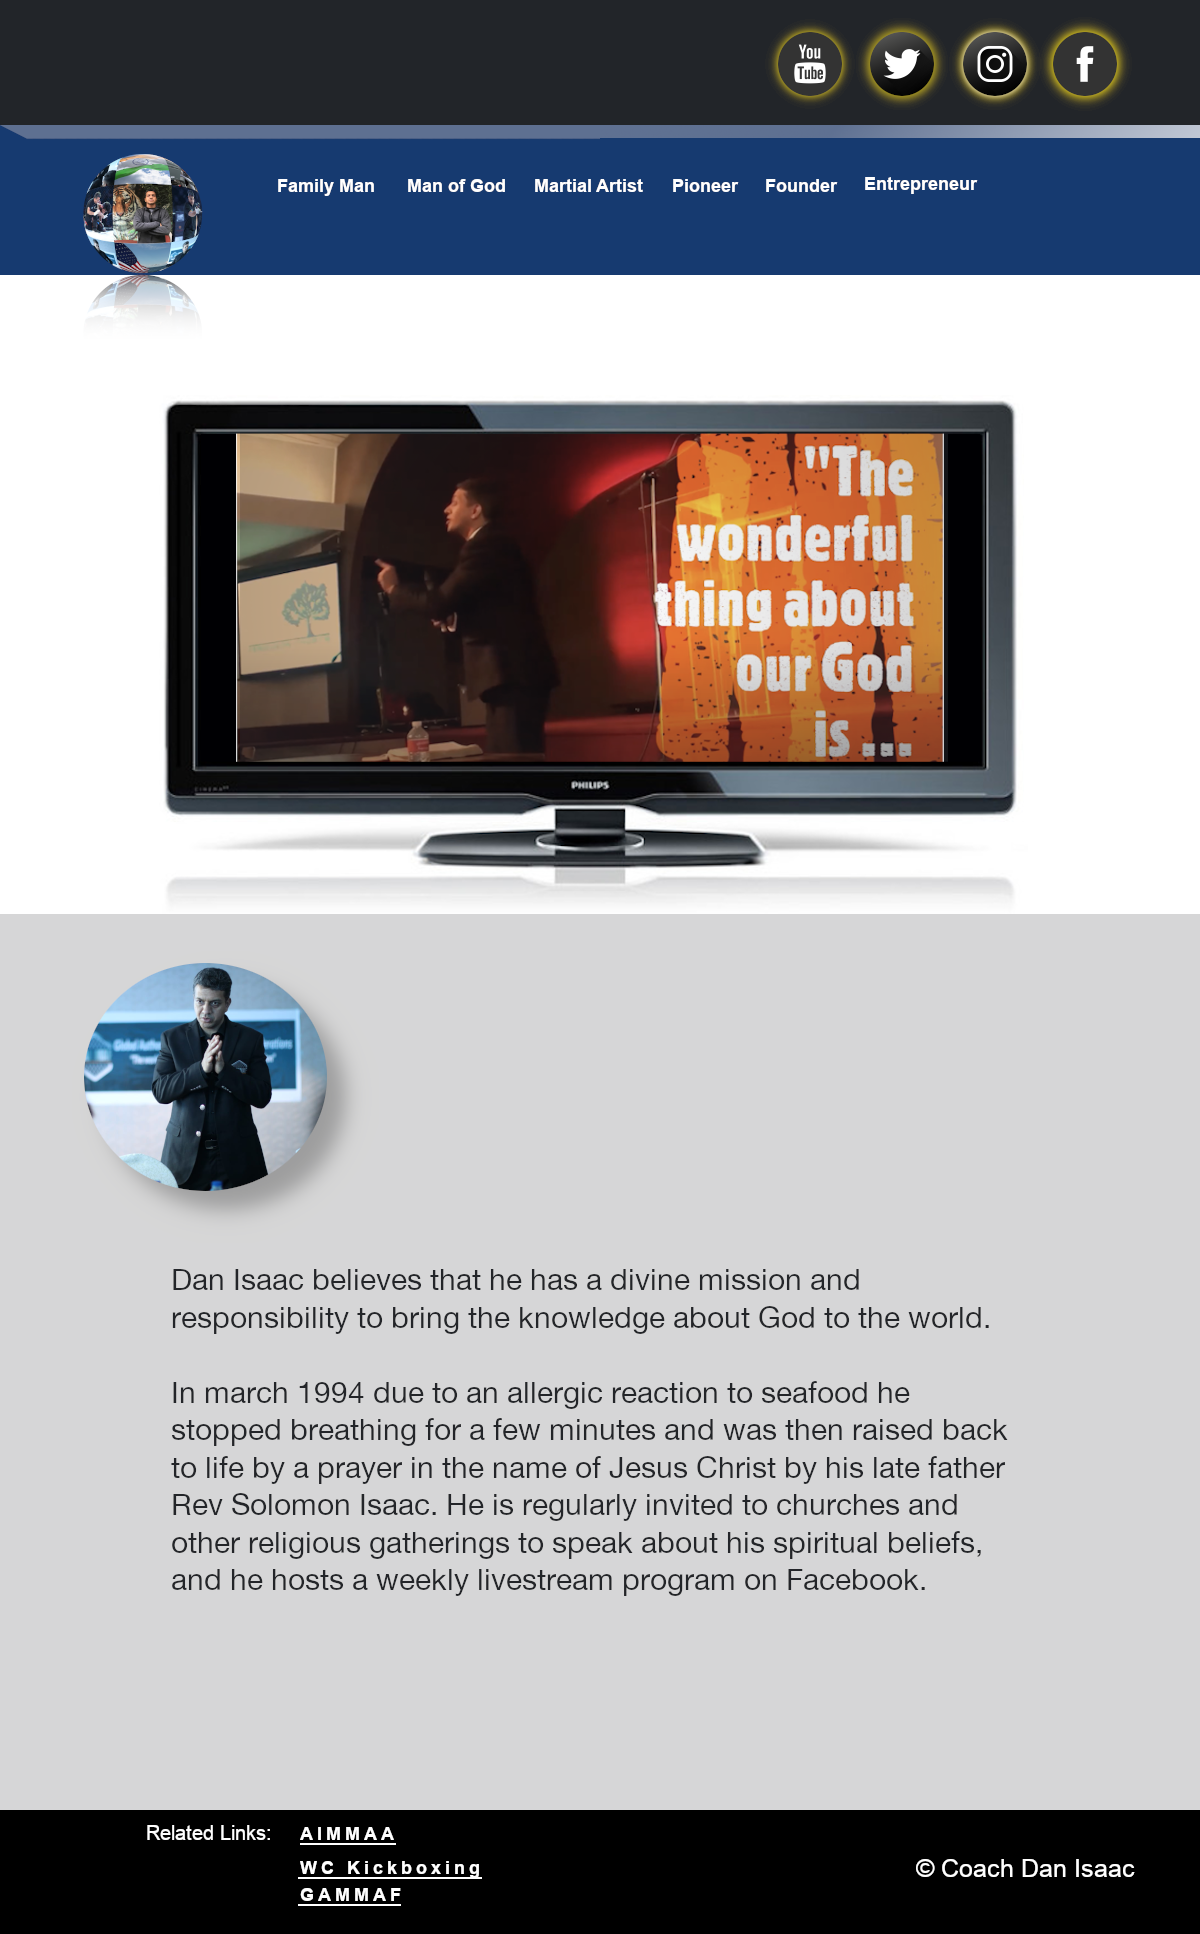 You
Tube
Family Man
Man of God
Martial Artist
Pioneer
Founder
Entrepreneur
"The
wonderful
thing about
our God
is ...
PHILIPS
Dan Isaac believes that he has a divine mission and
responsibility to bring the knowledge about God to the world.
In march 1994 due to an allergic reaction to seafood he
stopped breathing for a few minutes and was then raised back
to life by a prayer in the name of Jesus Christ by his late father
Rev Solomon Isaac. He is regularly invited to churches and
other religious gatherings to speak about his spiritual beliefs,
and he hosts a weekly livestream program on Facebook.
Related Links:
AIMMAA
WC Kickboxing
GAMMAF
© Coach Dan Isaac